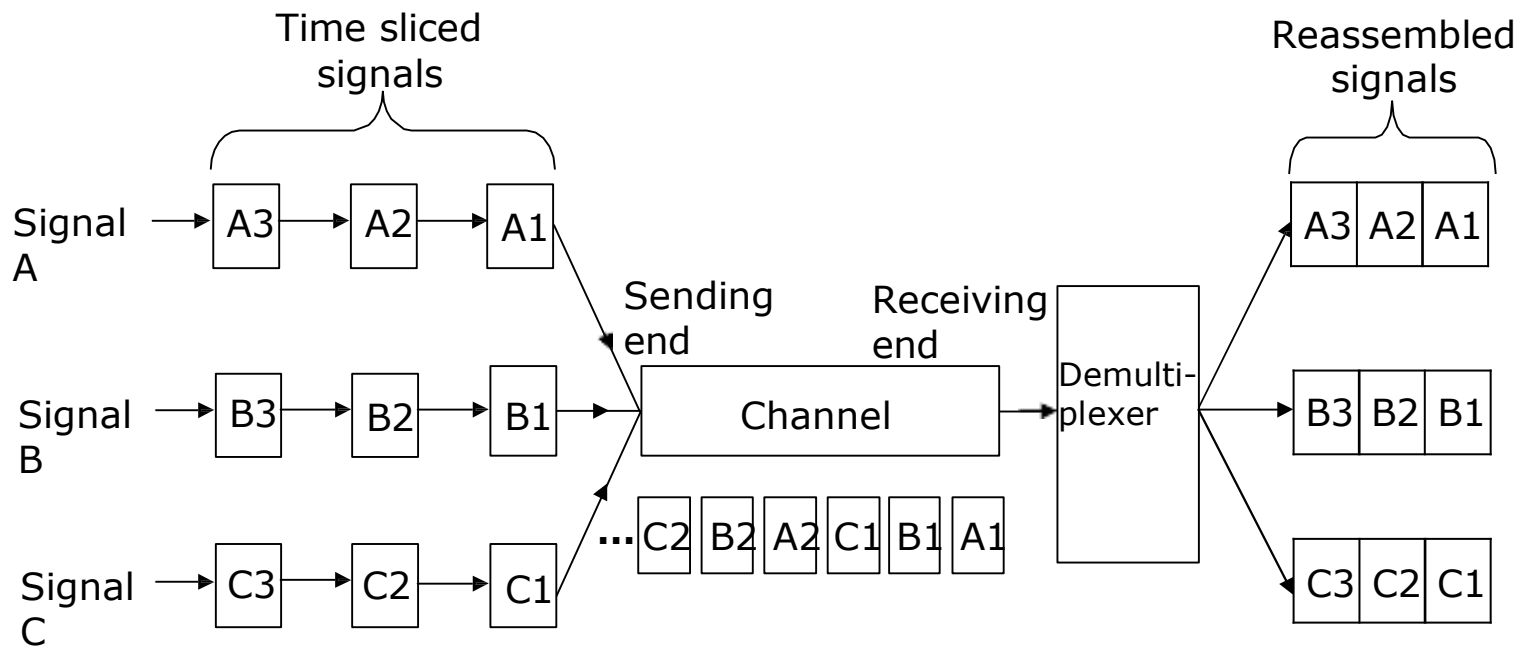 Time sliced
signals
Reassembled
signals
Signal
A
A3 A2 A1
A3 A2 A1
Sending
end
Receiving
end
Signal
B
B3 B2 B1
Channel
Demulti-
plexer
B3 B2 B1
...C2 B2 A2 C1 B1 A1
Signal
C
C3 C2 C1
C3 C2 C1